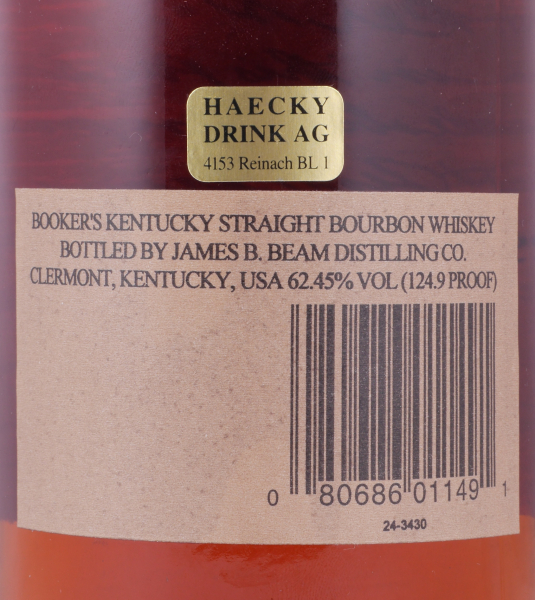 HAECKY
DRINK AG
4153 Reinach BL 1
BOOKER'S KENTUCKY STRAIGHT BOURBON WHISKEY
BOTTLED BY JAMES B. BEAM DISTILLING CO.
CLERMONT, KENTUCKY, USA 62.45% VOL (124.9 PROOF)
0 80686 01149 1
24-3430